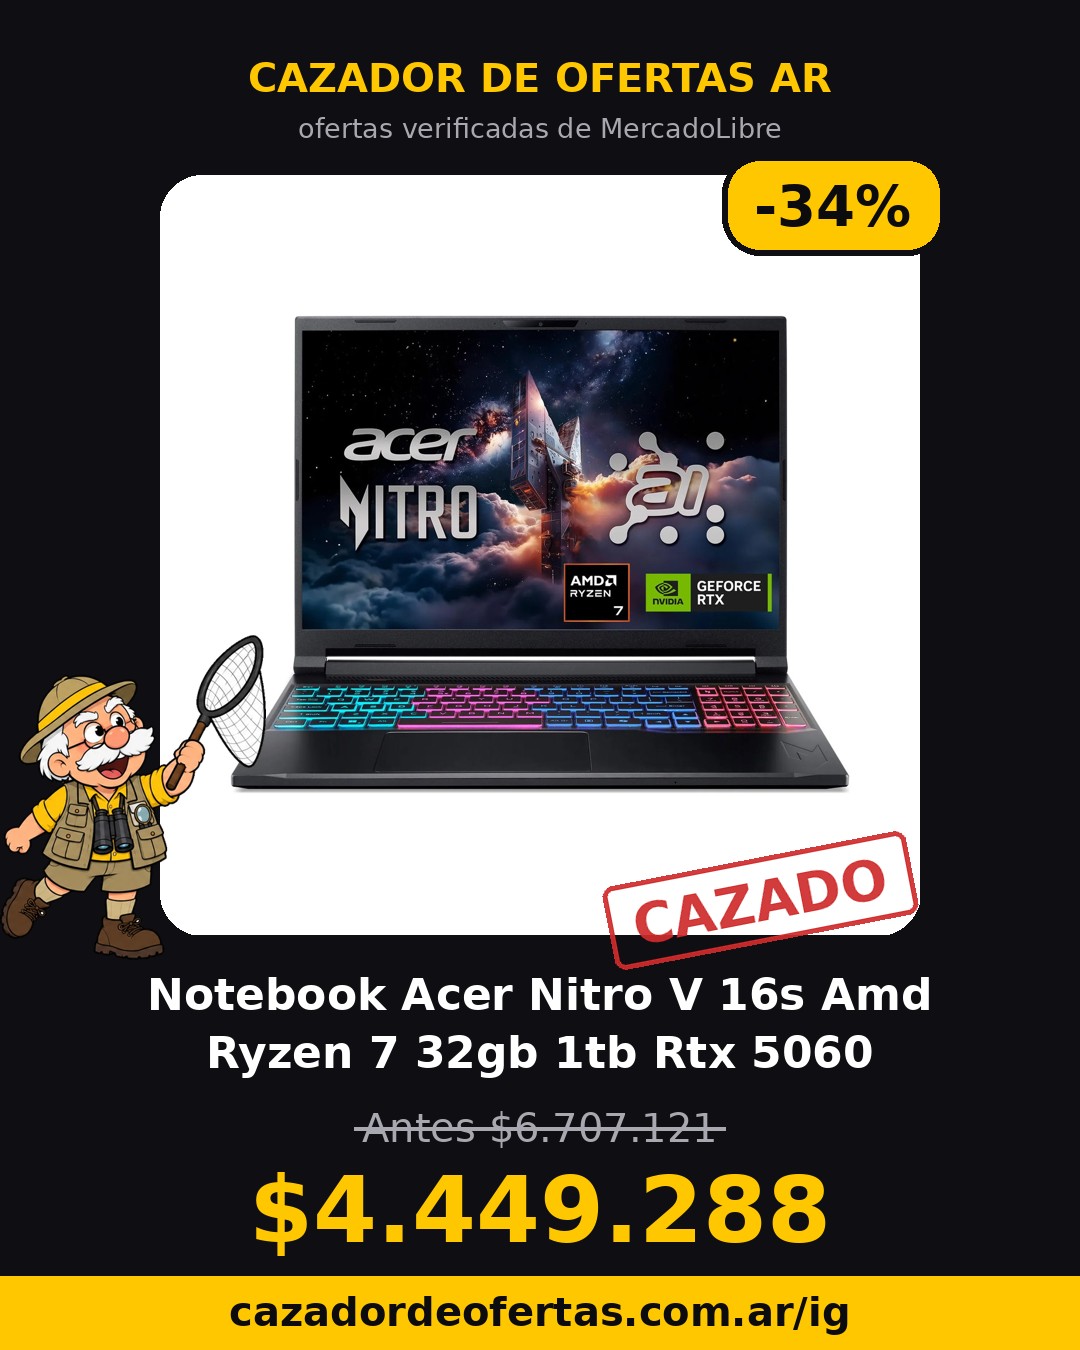 CAZADOR DE OFERTAS AR
ofertas verificadas de MercadoLibre
-34%
acer
NITRO
ai
AMD
RYZEN
7
NVIDIA
GEFORCE
RTX
CAZADO
Notebook Acer Nitro V 16s Amd
Ryzen 7 32gb 1tb Rtx 5060
Antes $6.707.121
$4.449.288
cazadordeofertas.com.ar/ig